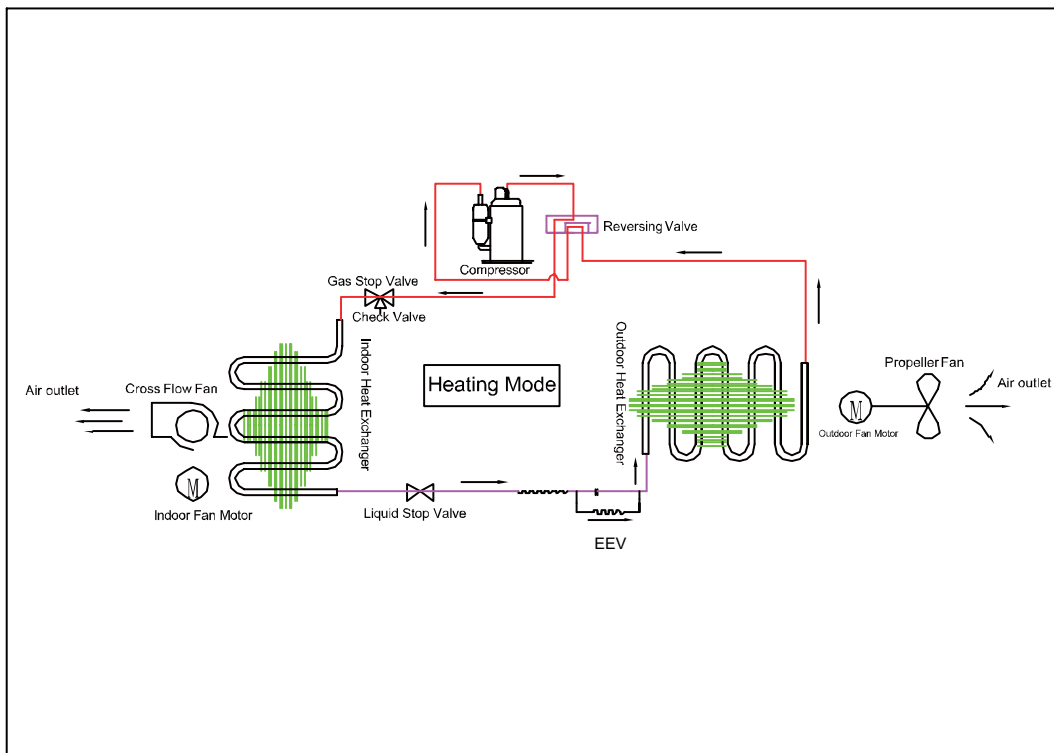 Reversing Valve
Compressor
Gas Stop Valve
Check Valve
Indoor Heat Exchanger
Outdoor Heat Exchanger
Heating Mode
Air outlet
Cross Flow Fan
M
Indoor Fan Motor
Propeller Fan
Air outlet
M
Outdoor Fan Motor
Liquid Stop Valve
EEV